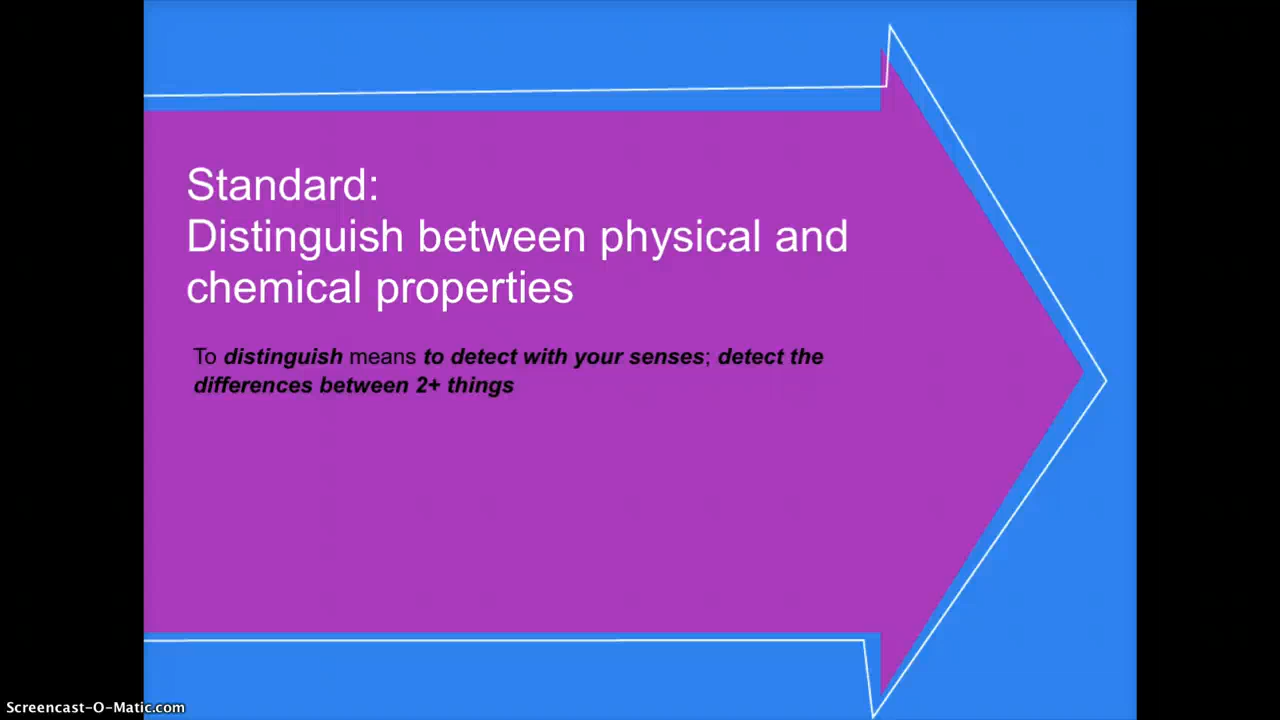 Standard:
Distinguish between physical and
chemical properties
To distinguish means to detect with your senses; detect the
differences between 2+ things
Screencast-O-Matic.com